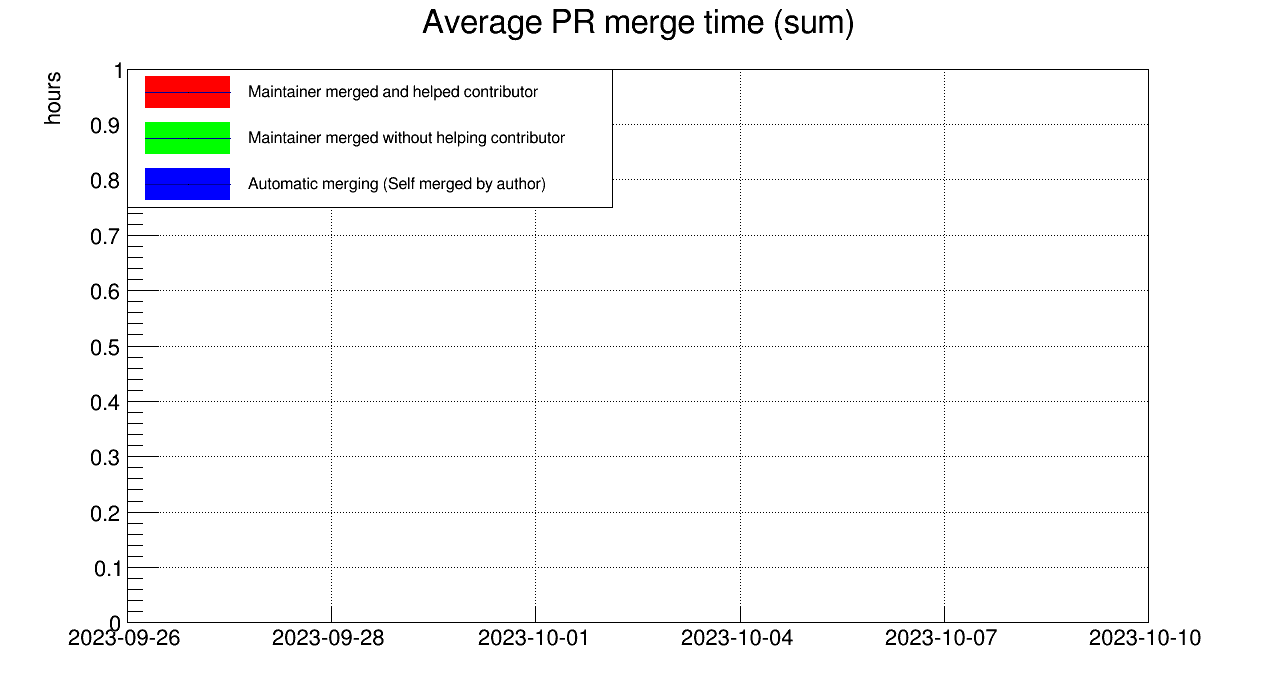 Average PR merge time (sum)
hours
Maintainer merged and helped contributor
Maintainer merged without helping contributor
Automatic merging (Self merged by author)
1
0.9
0.8
0.7
0.6
0.5
0.4
0.3
0.2
0.1
0
2023-09-26 2023-09-28 2023-10-01 2023-10-04 2023-10-07 2023-10-10